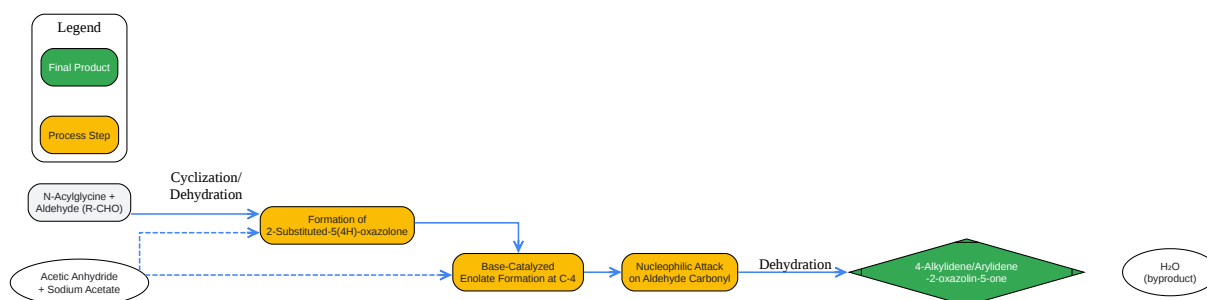 Legend
Final Product
Process Step
N-Acylglycine +
Aldehyde (R-CHO)
Cyclization/
Dehydration
Formation of
2-Substituted-5(4H)-oxazolone
Acetic Anhydride
+ Sodium Acetate
Base-Catalyzed
Enolate Formation at C-4
Nucleophilic Attack
on Aldehyde Carbonyl
Dehydration
4-Alkylidene/Arylidene
-2-oxazolin-5-one
H₂O
(byproduct)